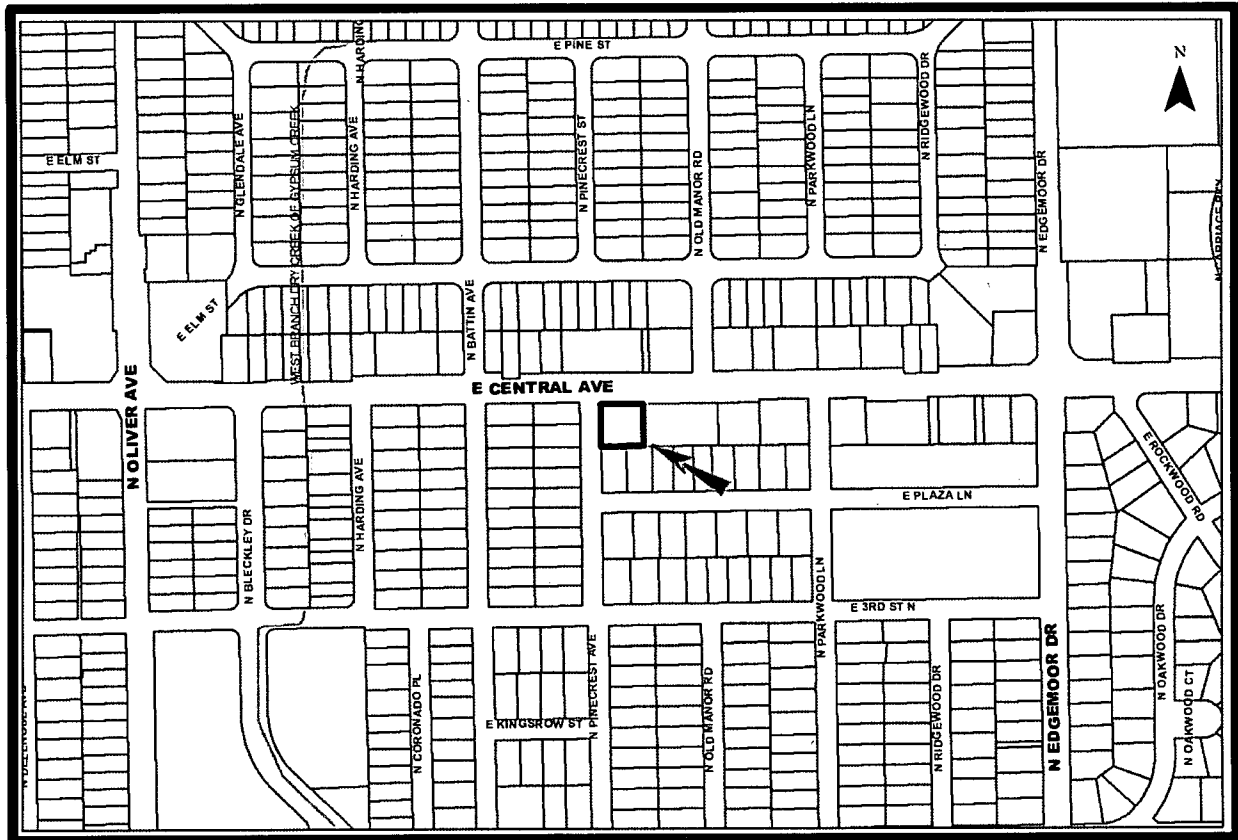 E PINE ST
N
N HARDING
N RIDGEWOOD DR
E ELM ST
N GLENDALE AVE
N HARDING AVE
N PINECREST ST
N OLD MANOR RD
N PARKWOOD LN
N EDGEMOOR DR
WEST BRANCH DRY CREEK OF GYPSUM CREEK
E ELM ST
N BATTIN AVE
E CENTRAL AVE
N OLIVER AVE
E ROCKWOOD RD
E PLAZA LN
N HARDING AVE
N BLECKLEY DR
E 3RD ST N
N PARKWOOD LN
N OAKWOOD DR
N CORONADO PL
N PINECREST AVE
E KINGSROW ST
N OLD MANOR RD
N RIDGEWOOD DR
N EDGEMOOR DR
N OAKWOOD CT